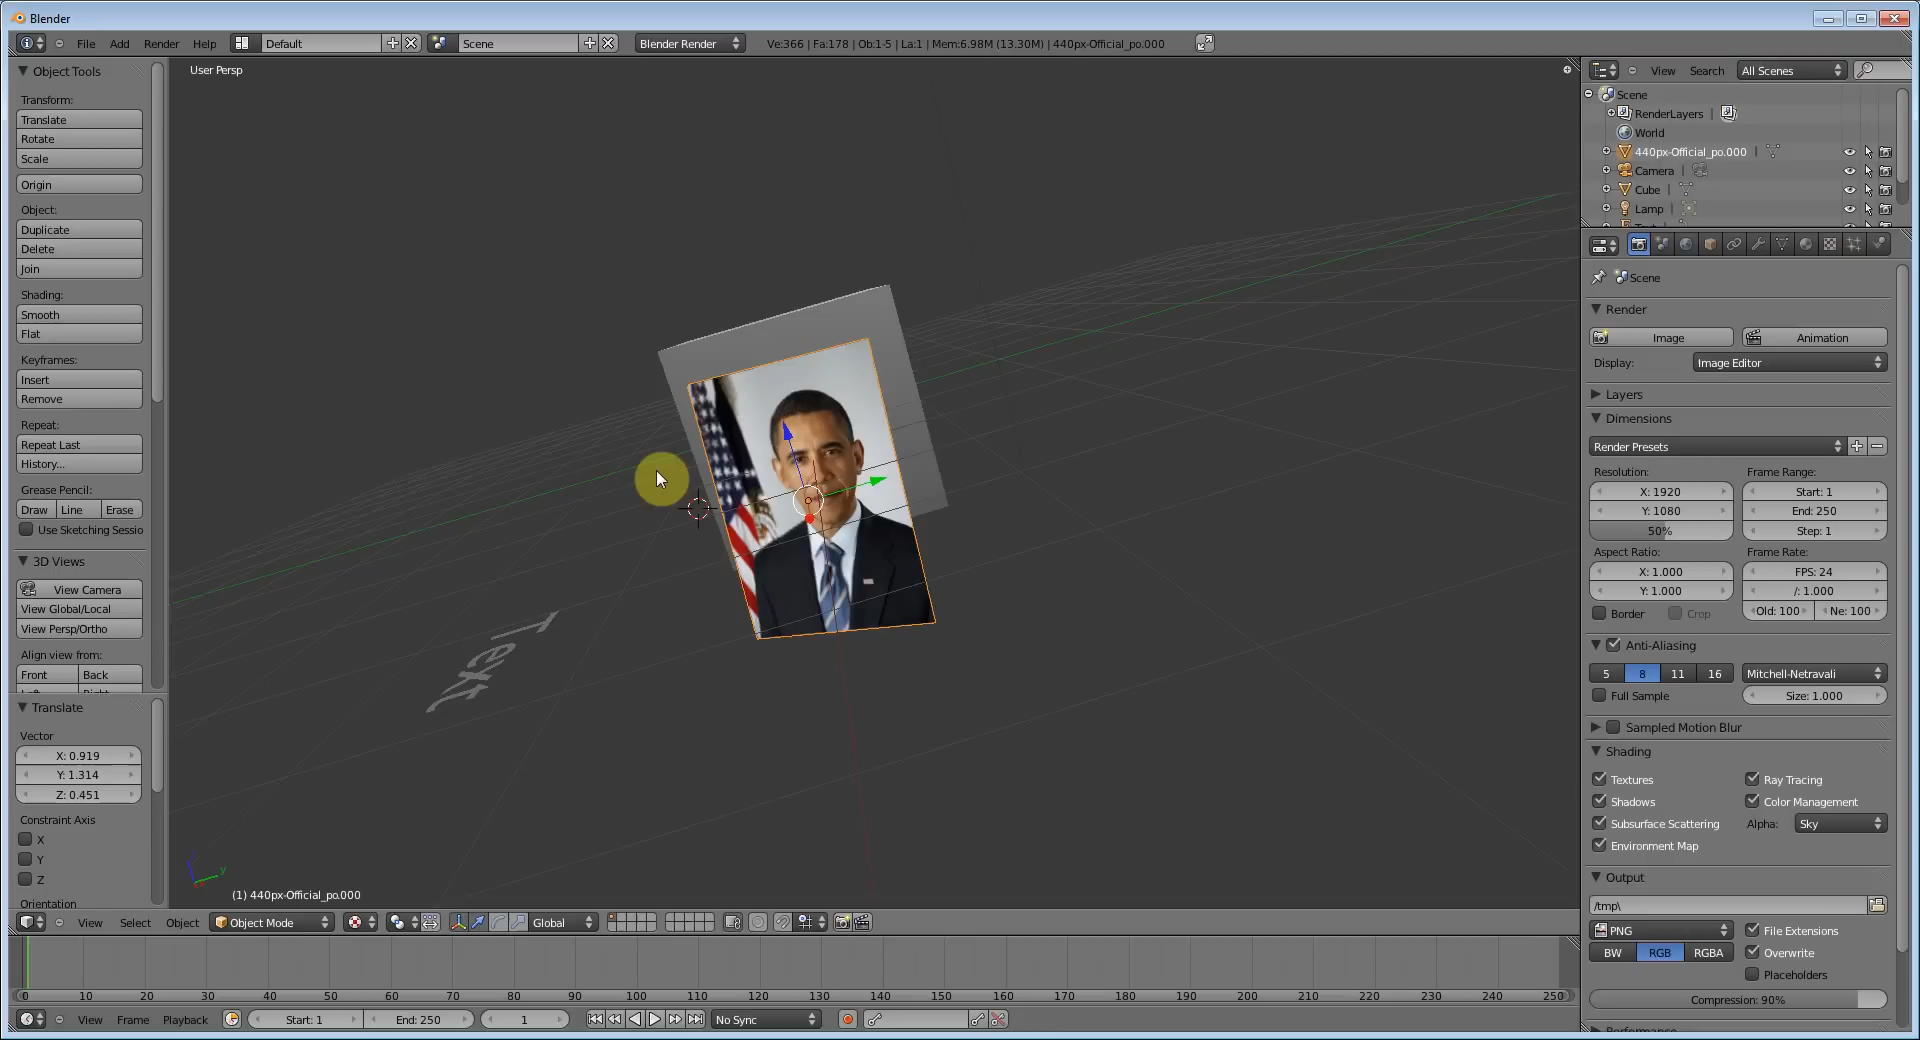 Blender
File Add Render Help Default Scene Blender Render Ve:366 | Fa:178 | Ob:1-5 | La:1 | Mem:6.98M (13.30M) | 440px-Official_po.000
Object Tools
Transform:
Translate
Rotate
Scale
Origin
Object:
Duplicate
Delete
Join
Shading:
Smooth
Flat
Keyframes:
Insert
Remove
Repeat:
Repeat Last
History...
Grease Pencil:
Draw Line Erase
Use Sketching Sessio
3D Views
View Camera
View Global/Local
View Persp/Ortho
Align view from:
Front Back
Translate
Vector
X: 0.919
Y: 1.314
Z: 0.451
Constraint Axis
X
Y
Z
Orientation
User Persp
Text
y
(1) 440px-Official_po.000
View Select Object Object Mode Global
0 10 20 30 40 50 60 70 80 90 100 110 120 130 140 150 160 170 180 190 200 210 220 230 240 250
View Frame Playback Start: 1 End: 250 1 No Sync
View Search All Scenes
Scene
RenderLayers |
World
440px-Official_po.000 |
Camera |
Cube |
Lamp |
Scene
Render
Image Animation
Display: Image Editor
Layers
Dimensions
Render Presets
Resolution: Frame Range:
X: 1920 Start: 1
Y: 1080 End: 250
50% Step: 1
Aspect Ratio: Frame Rate:
X: 1.000 FPS: 24
Y: 1.000 /: 1.000
Border Crop Old: 100 Ne: 100
Anti-Aliasing
5 8 11 16 Mitchell-Netravali
Full Sample Size: 1.000
Sampled Motion Blur
Shading
Textures Ray Tracing
Shadows Color Management
Subsurface Scattering Alpha: Sky
Environment Map
Output
/tmp\
PNG File Extensions
BW RGB RGBA Overwrite
Placeholders
Compression: 90%